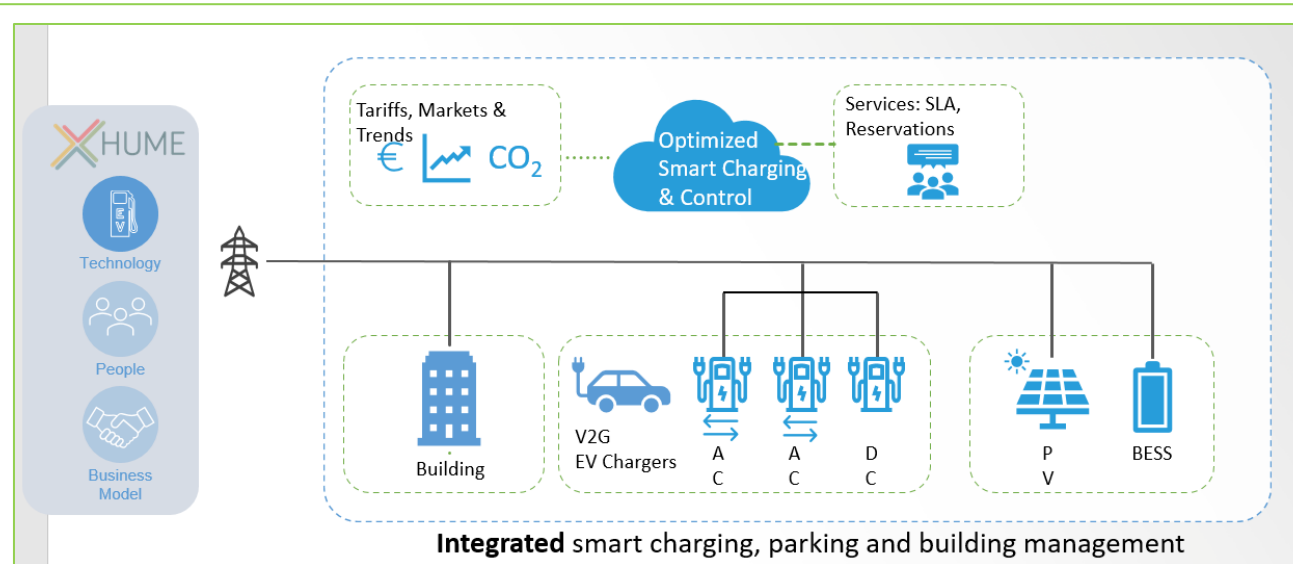 HUME
Technology
People
Business
Model
Tariffs, Markets &
Trends
€
CO₂
Optimized
Smart Charging
& Control
Services: SLA,
Reservations
EV
Building
V2G
EV Chargers
A
C
A
C
D
C
P
V
BESS
Integrated smart charging, parking and building management